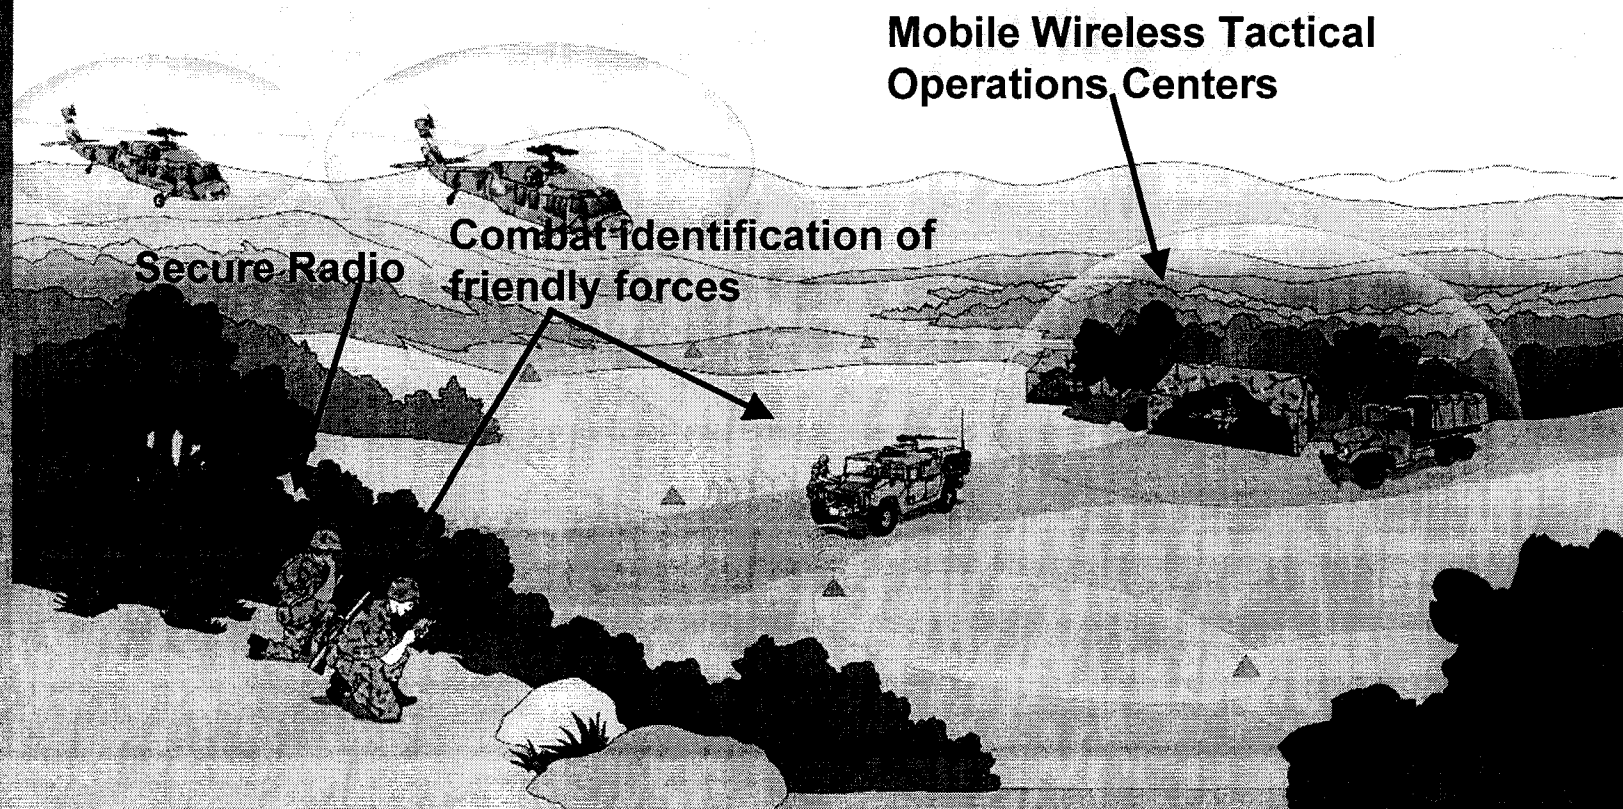 Mobile Wireless Tactical
Operations Centers
Combat Identification of
friendly forces
Secure Radio